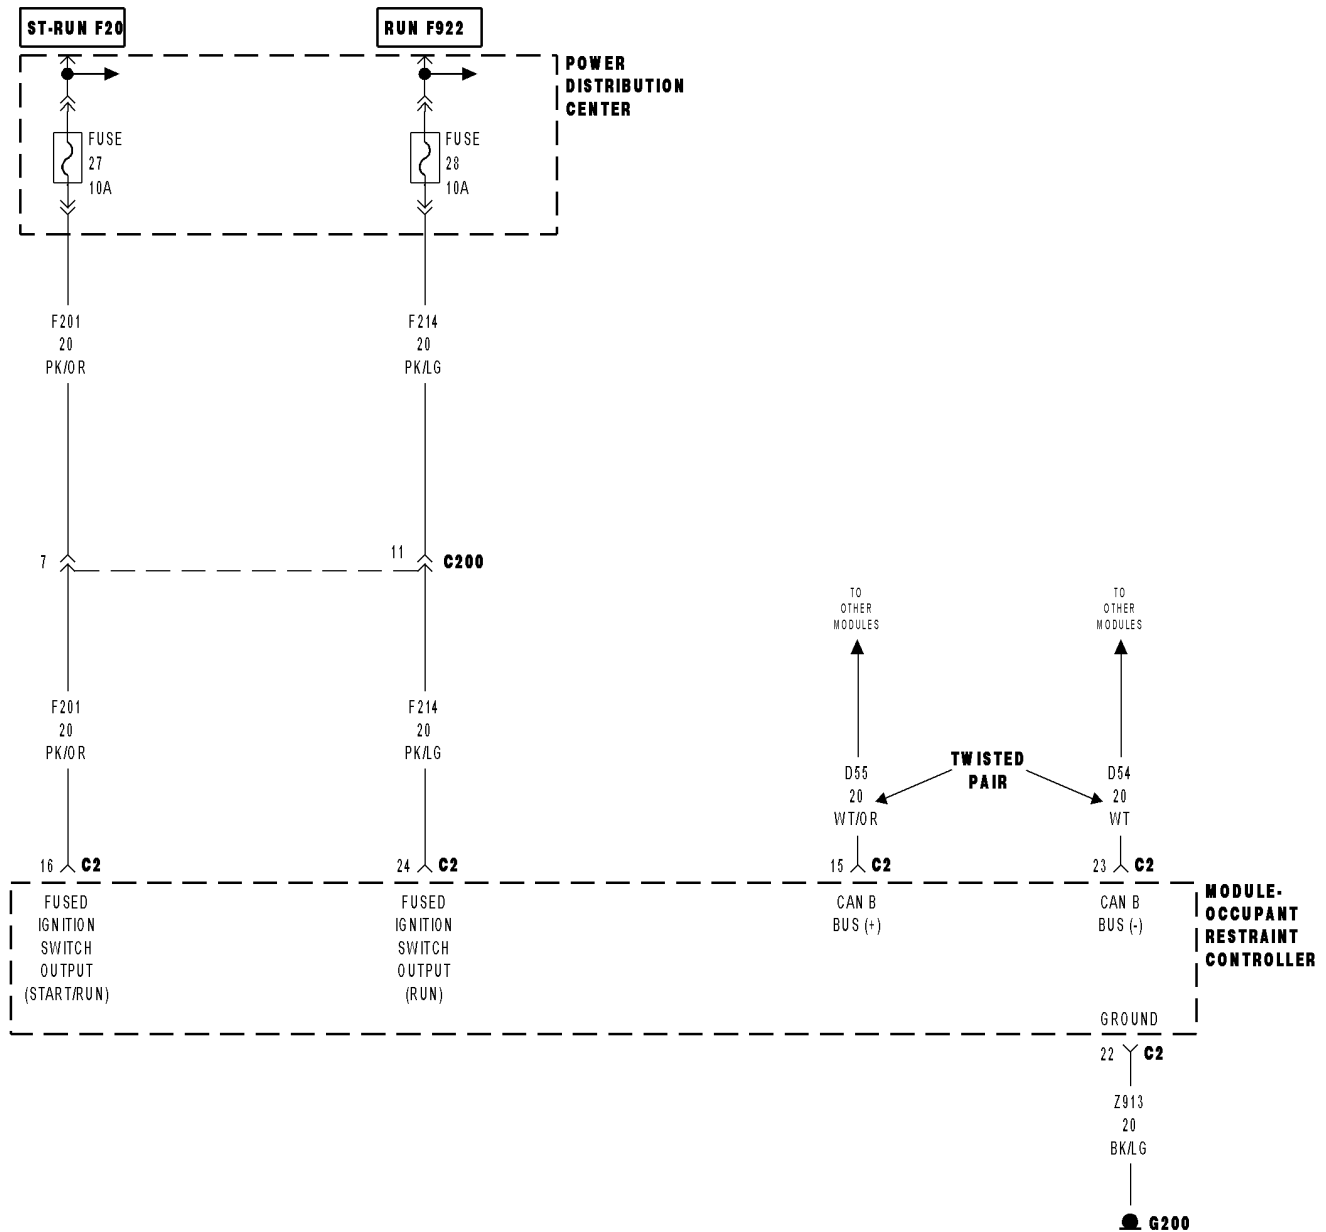 ST-RUN F20
RUN F922
POWER
DISTRIBUTION
CENTER
FUSE
27
10A
FUSE
28
10A
F201
20
PK/OR
F214
20
PK/LG
7
11
C200
F201
20
PK/OR
F214
20
PK/LG
TO
OTHER
MODULES
TO
OTHER
MODULES
TWISTED
PAIR
D55
20
WT/OR
D54
20
WT
16 C2
24 C2
15 C2
23 C2
FUSED
IGNITION
SWITCH
OUTPUT
(START/RUN)
FUSED
IGNITION
SWITCH
OUTPUT
(RUN)
CAN B
BUS (+)
CAN B
BUS (-)
MODULE-
OCCUPANT
RESTRAINT
CONTROLLER
GROUND
22 C2
Z913
20
BK/LG
G200